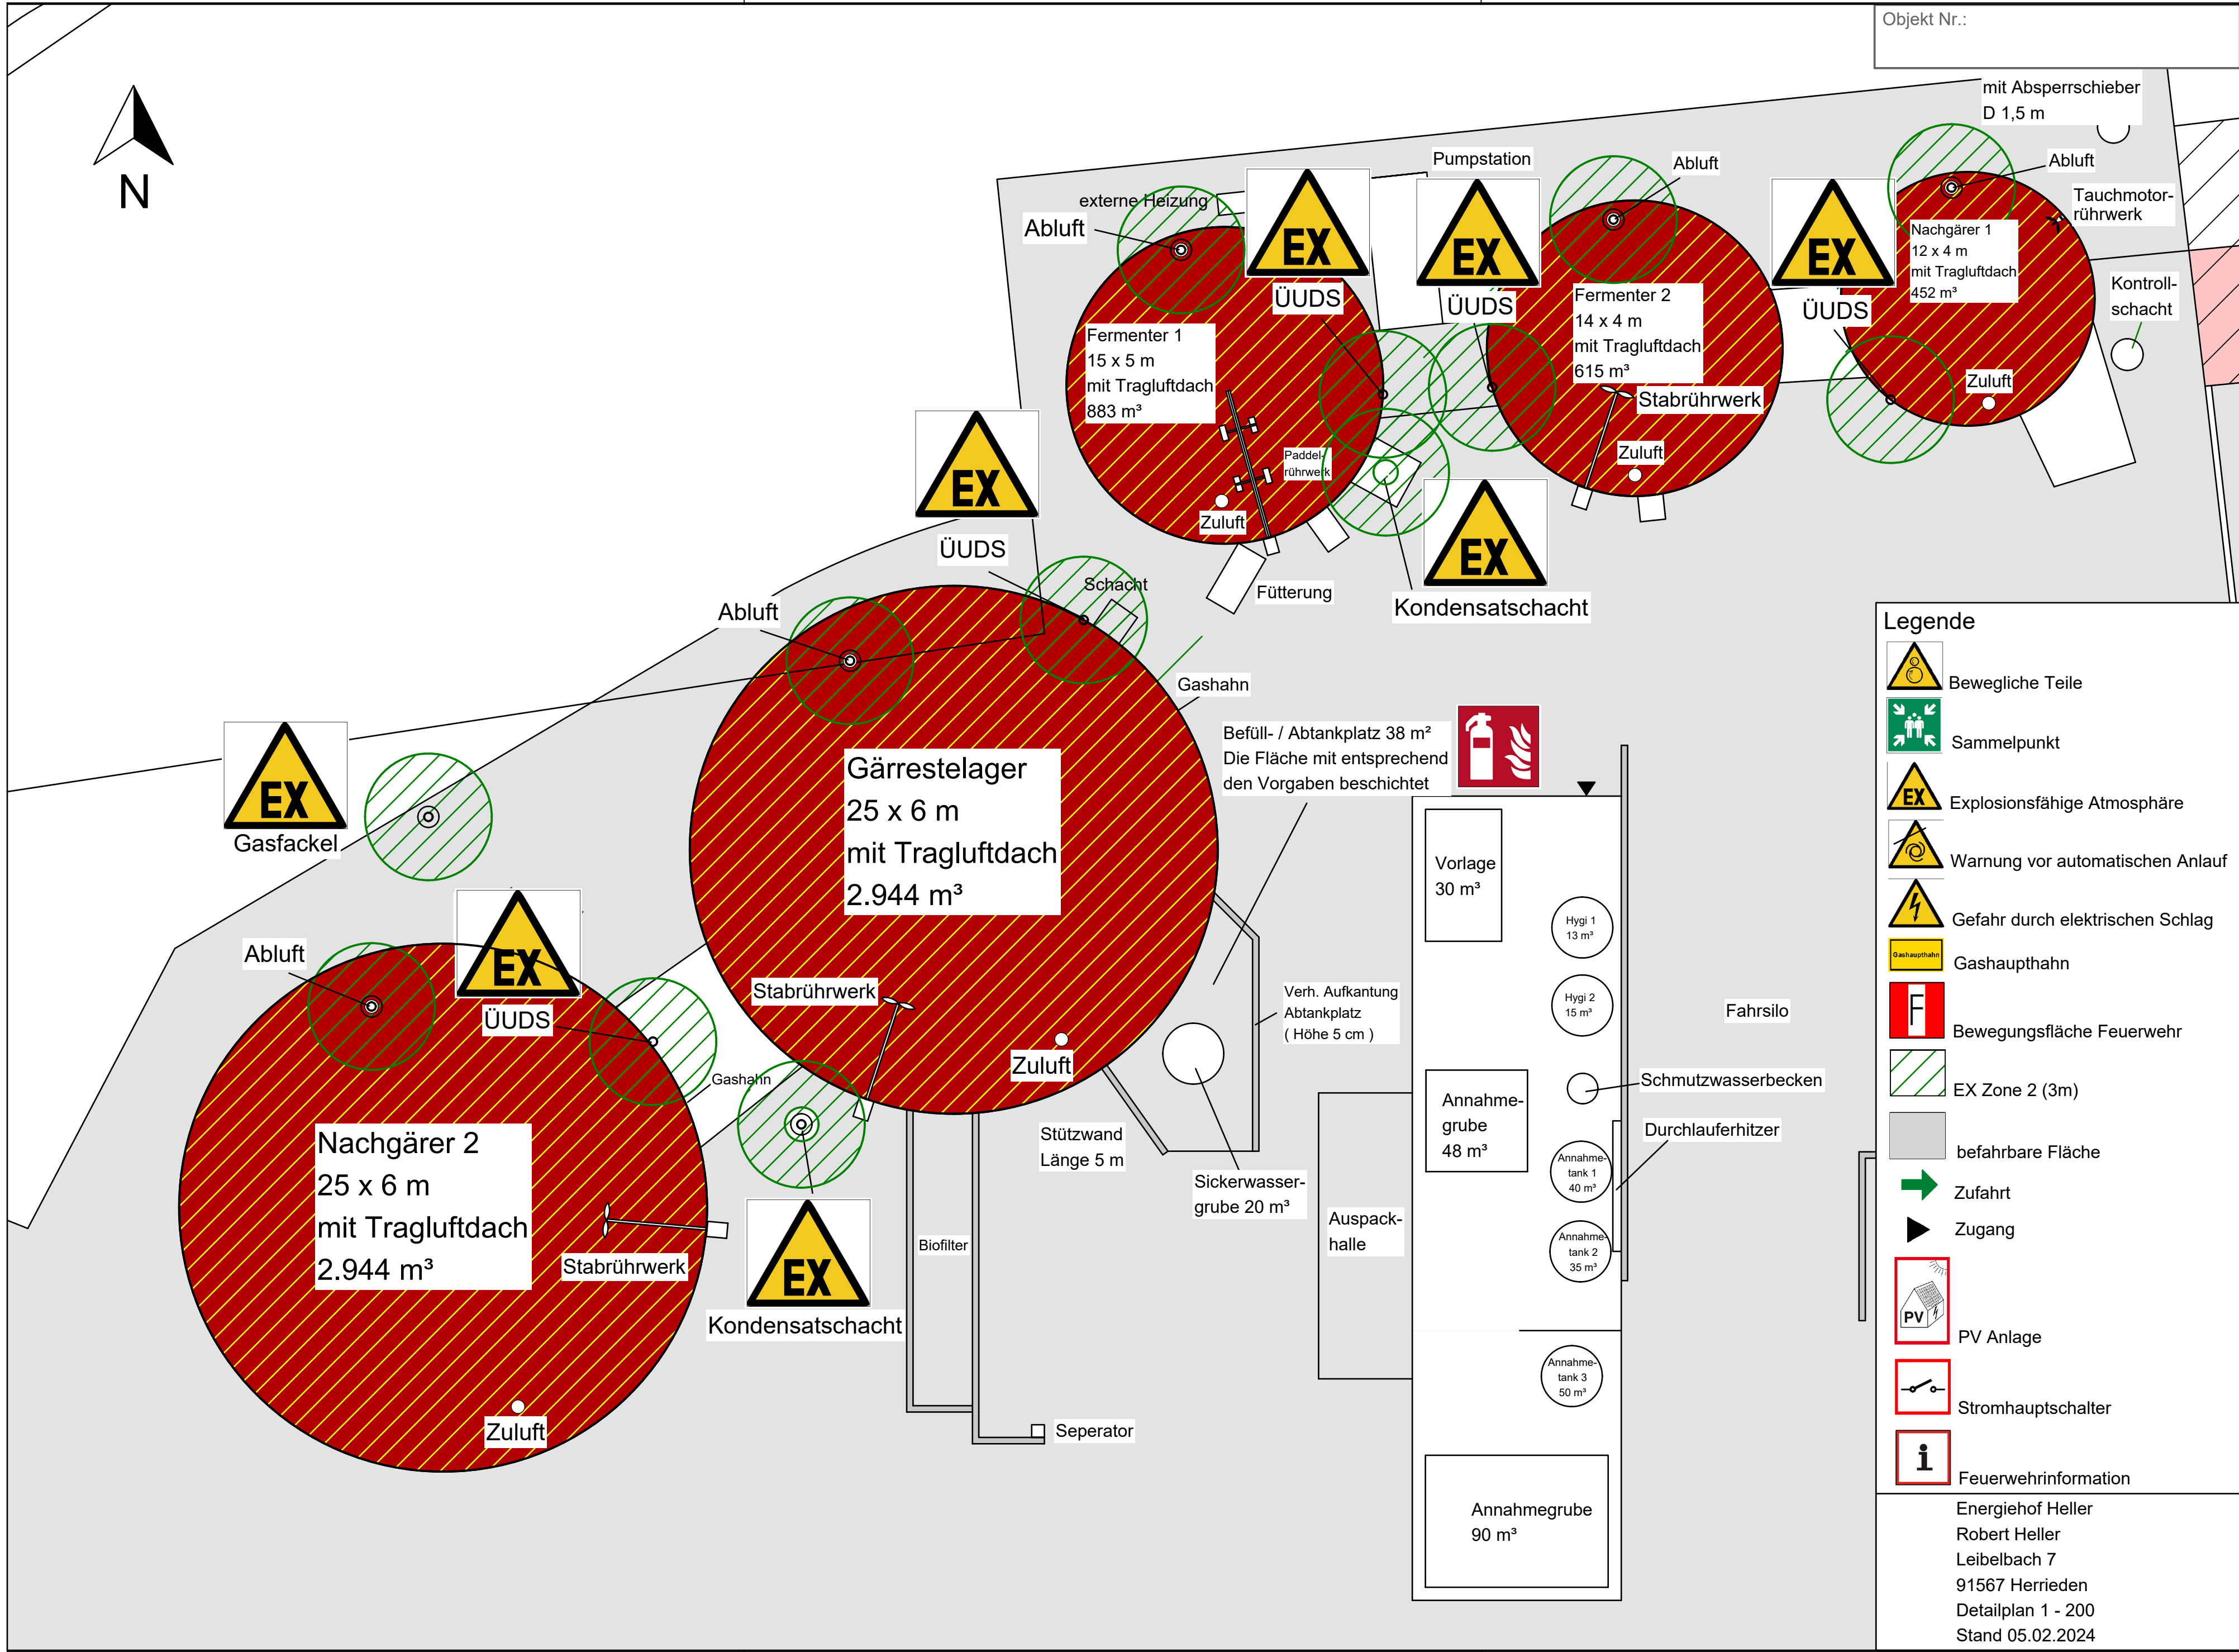 Objekt Nr.:
mit Absperrschieber
D 1,5 m
N
externe Heizung
Abluft
EX
ÜUDS
Pumpstation
EX
ÜUDS
Abluft
EX
ÜUDS
Abluft
Tauchmotor-
rührwerk
Kontroll-
schacht
Fermenter 1
15 x 5 m
mit Tragluftdach
883 m³
Paddel-
rührwerk
Zuluft
Fütterung
Fermenter 2
14 x 4 m
mit Tragluftdach
615 m³
Stabrührwerk
Zuluft
Nachgärer 1
12 x 4 m
mit Tragluftdach
452 m³
Zuluft
EX
Kondensatschacht
EX
ÜUDS
Schacht
Abluft
Gashahn
EX
Gasfackel
Gärrestelager
25 x 6 m
mit Tragluftdach
2.944 m³
Stabrührwerk
Zuluft
Befüll- / Abtankplatz 38 m²
Die Fläche mit entsprechend
den Vorgaben beschichtet
Verh. Aufkantung
Abtankplatz
( Höhe 5 cm )
Stützwand
Länge 5 m
Sickerwasser-
grube 20 m³
Abluft
EX
ÜUDS
Gashahn
Nachgärer 2
25 x 6 m
mit Tragluftdach
2.944 m³
Stabrührwerk
Zuluft
EX
Kondensatschacht
Biofilter
Seperator
Vorlage
30 m³
Hygi 1
13 m³
Hygi 2
15 m³
Fahrsilo
Schmutzwasserbecken
Durchlauferhitzer
Annahme-
grube
48 m³
Annahme-
tank 1
40 m³
Annahme-
tank 2
35 m³
Auspack-
halle
Annahme-
tank 3
50 m³
Annahmegrube
90 m³
Legende
Bewegliche Teile
Sammelpunkt
EX
Explosionsfähige Atmosphäre
Warnung vor automatischen Anlauf
Gefahr durch elektrischen Schlag
Gashaupthahn
Gashaupthahn
F
Bewegungsfläche Feuerwehr
EX Zone 2 (3m)
befahrbare Fläche
Zufahrt
Zugang
PV
PV Anlage
Stromhauptschalter
i
Feuerwehrinformation
Energiehof Heller
Robert Heller
Leibelbach 7
91567 Herrieden
Detailplan 1 - 200
Stand 05.02.2024